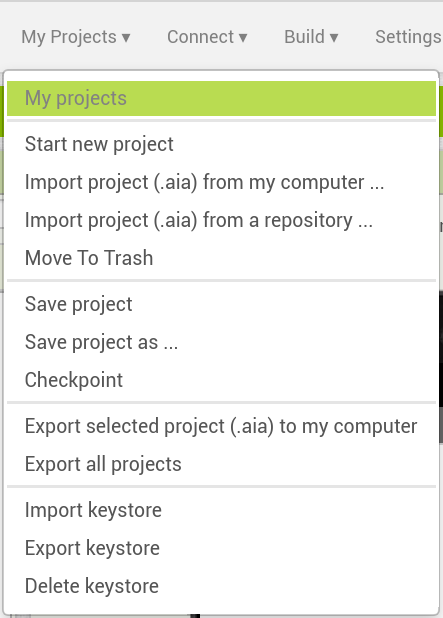 My Projects ▾ Connect ▾ Build ▾ Settings
My projects
Start new project
Import project (.aia) from my computer ...
Import project (.aia) from a repository ...
Move To Trash
Save project
Save project as ...
Checkpoint
Export selected project (.aia) to my computer
Export all projects
Import keystore
Export keystore
Delete keystore